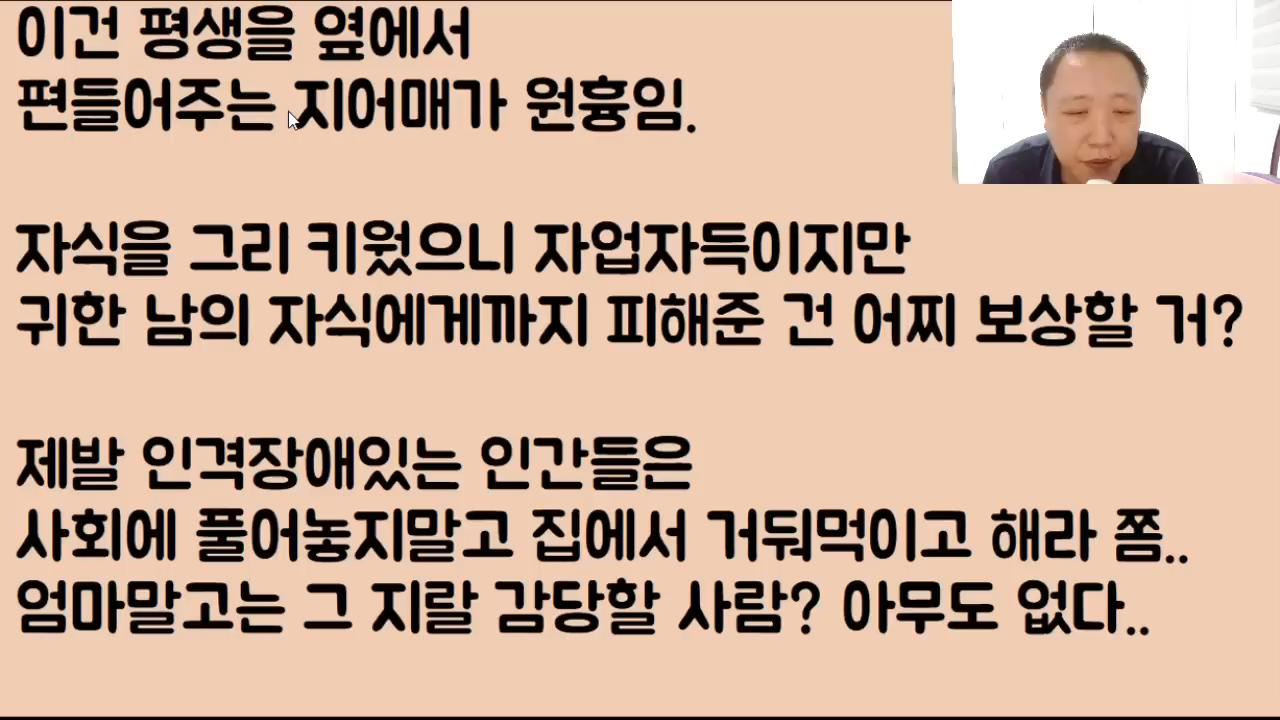 이건 평생을 옆에서
편들어주는 지어매가 원흉임.
자식을 그리 키웠으니 자업자득이지만
귀한 남의 자식에게까지 피해준 건 어찌 보상할 거?
제발 인격장애있는 인간들은
사회에 풀어놓지말고 집에서 거둬먹이고 해라 쫌..
엄마말고는 그 지랄 감당할 사람? 아무도 없다..